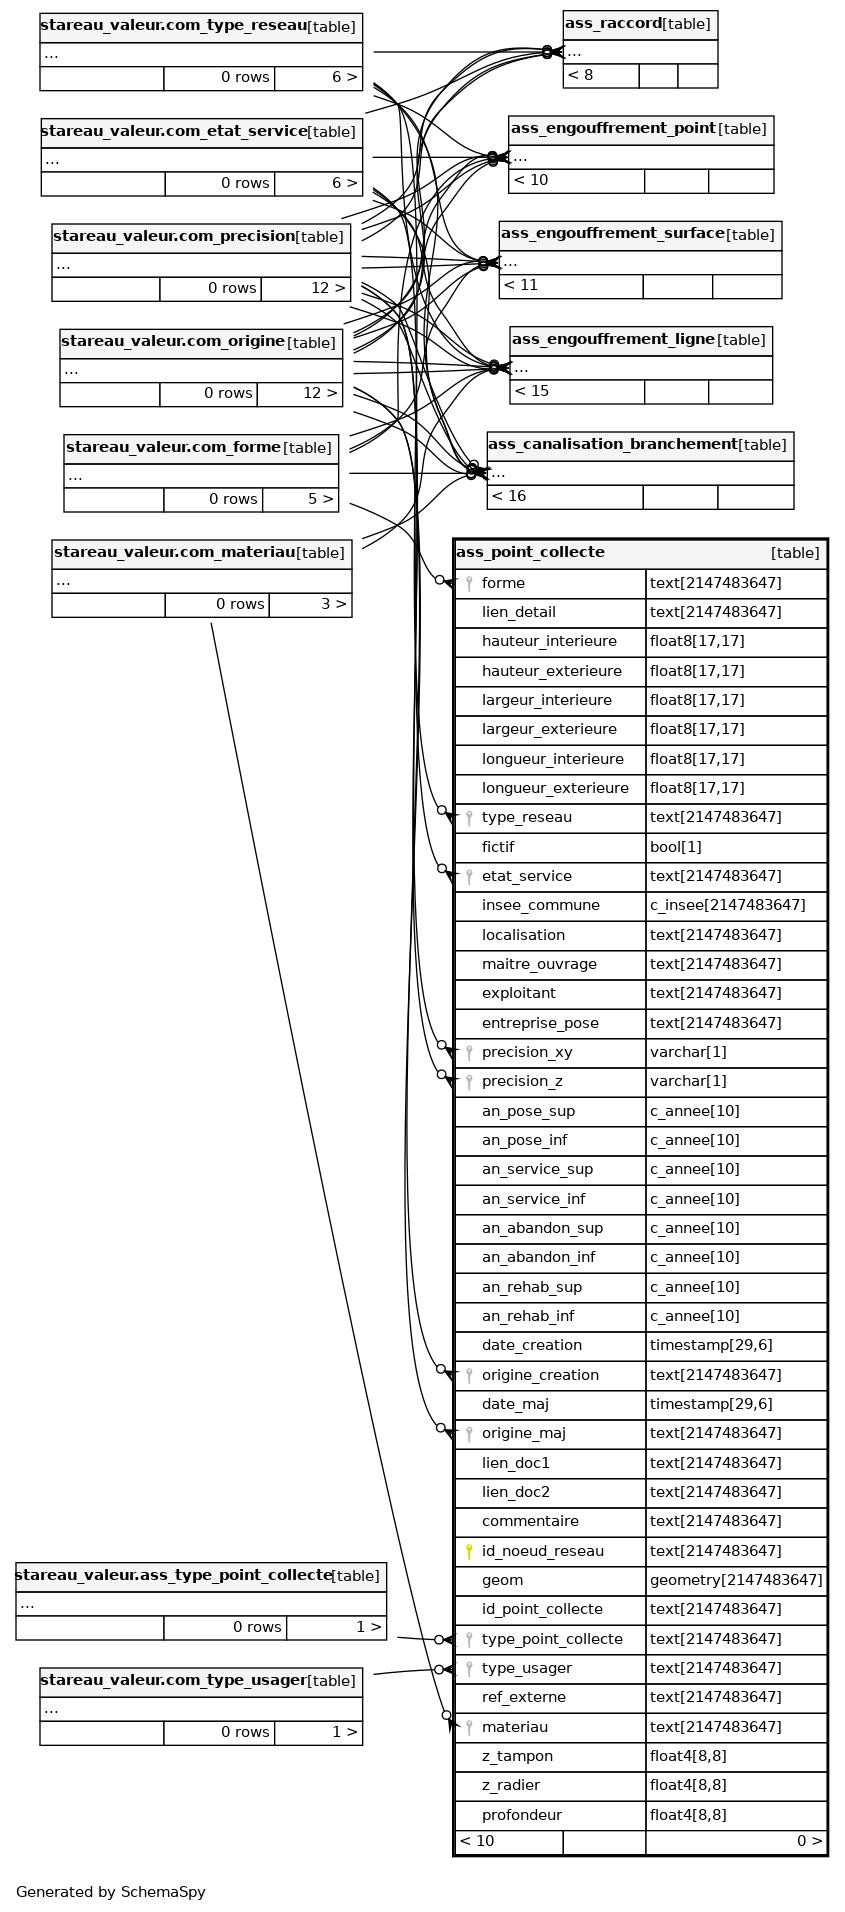 stareau_valeur.com_type_reseau [table]
...
0 rows 6 >
stareau_valeur.com_etat_service [table]
...
0 rows 6 >
stareau_valeur.com_precision [table]
...
0 rows 12 >
stareau_valeur.com_origine [table]
...
0 rows 12 >
stareau_valeur.com_forme [table]
...
0 rows 5 >
stareau_valeur.com_materiau [table]
...
0 rows 3 >
stareau_valeur.ass_type_point_collecte [table]
...
0 rows 1 >
stareau_valeur.com_type_usager [table]
...
0 rows 1 >
ass_raccord [table]
...
< 8
ass_engouffrement_point [table]
...
< 10
ass_engouffrement_surface [table]
...
< 11
ass_engouffrement_ligne [table]
...
< 15
ass_canalisation_branchement [table]
...
< 16
ass_point_collecte [table]
forme text[2147483647]
lien_detail text[2147483647]
hauteur_interieure float8[17,17]
hauteur_exterieure float8[17,17]
largeur_interieure float8[17,17]
largeur_exterieure float8[17,17]
longueur_interieure float8[17,17]
longueur_exterieure float8[17,17]
type_reseau text[2147483647]
fictif bool[1]
etat_service text[2147483647]
insee_commune c_insee[2147483647]
localisation text[2147483647]
maitre_ouvrage text[2147483647]
exploitant text[2147483647]
entreprise_pose text[2147483647]
precision_xy varchar[1]
precision_z varchar[1]
an_pose_sup c_annee[10]
an_pose_inf c_annee[10]
an_service_sup c_annee[10]
an_service_inf c_annee[10]
an_abandon_sup c_annee[10]
an_abandon_inf c_annee[10]
an_rehab_sup c_annee[10]
an_rehab_inf c_annee[10]
date_creation timestamp[29,6]
origine_creation text[2147483647]
date_maj timestamp[29,6]
origine_maj text[2147483647]
lien_doc1 text[2147483647]
lien_doc2 text[2147483647]
commentaire text[2147483647]
id_noeud_reseau text[2147483647]
geom geometry[2147483647]
id_point_collecte text[2147483647]
type_point_collecte text[2147483647]
type_usager text[2147483647]
ref_externe text[2147483647]
materiau text[2147483647]
z_tampon float4[8,8]
z_radier float4[8,8]
profondeur float4[8,8]
< 10 0 >
Generated by SchemaSpy